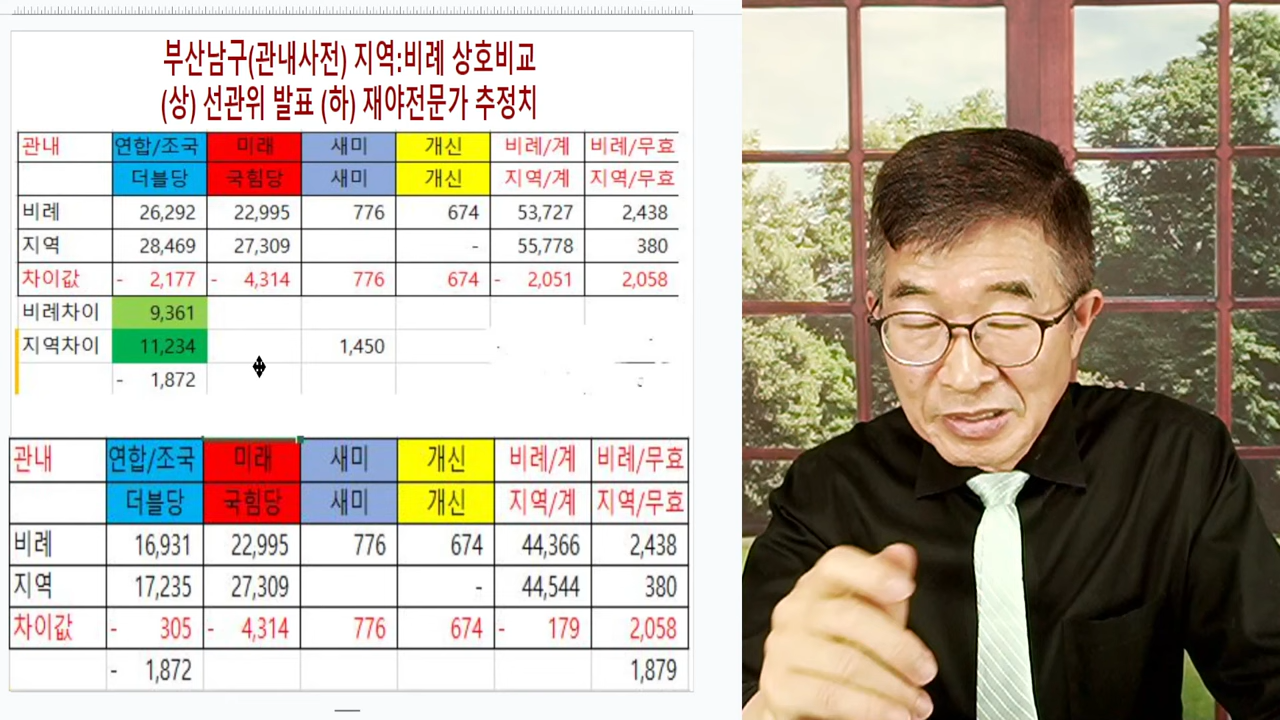 부산남구(관내사전) 지역:비례 상호비교
(상) 선관위 발표 (하) 재야전문가 추정치
관내 연합/조국 미래 새미 개신 비례/계 비례/무효
더블당 국힘당 새미 개신 지역/계 지역/무효
비례 26,292 22,995 776 674 53,727 2,438
지역 28,469 27,309 - 55,778 380
차이값 - 2,177 - 4,314 776 674 - 2,051 2,058
비례차이 9,361
지역차이 11,234 1,450
- 1,872
관내 연합/조국 미래 새미 개신 비례/계 비례/무효
더블당 국힘당 새미 개신 지역/계 지역/무효
비례 16,931 22,995 776 674 44,366 2,438
지역 17,235 27,309 - 44,544 380
차이값 - 305 - 4,314 776 674 - 179 2,058
- 1,872 1,879